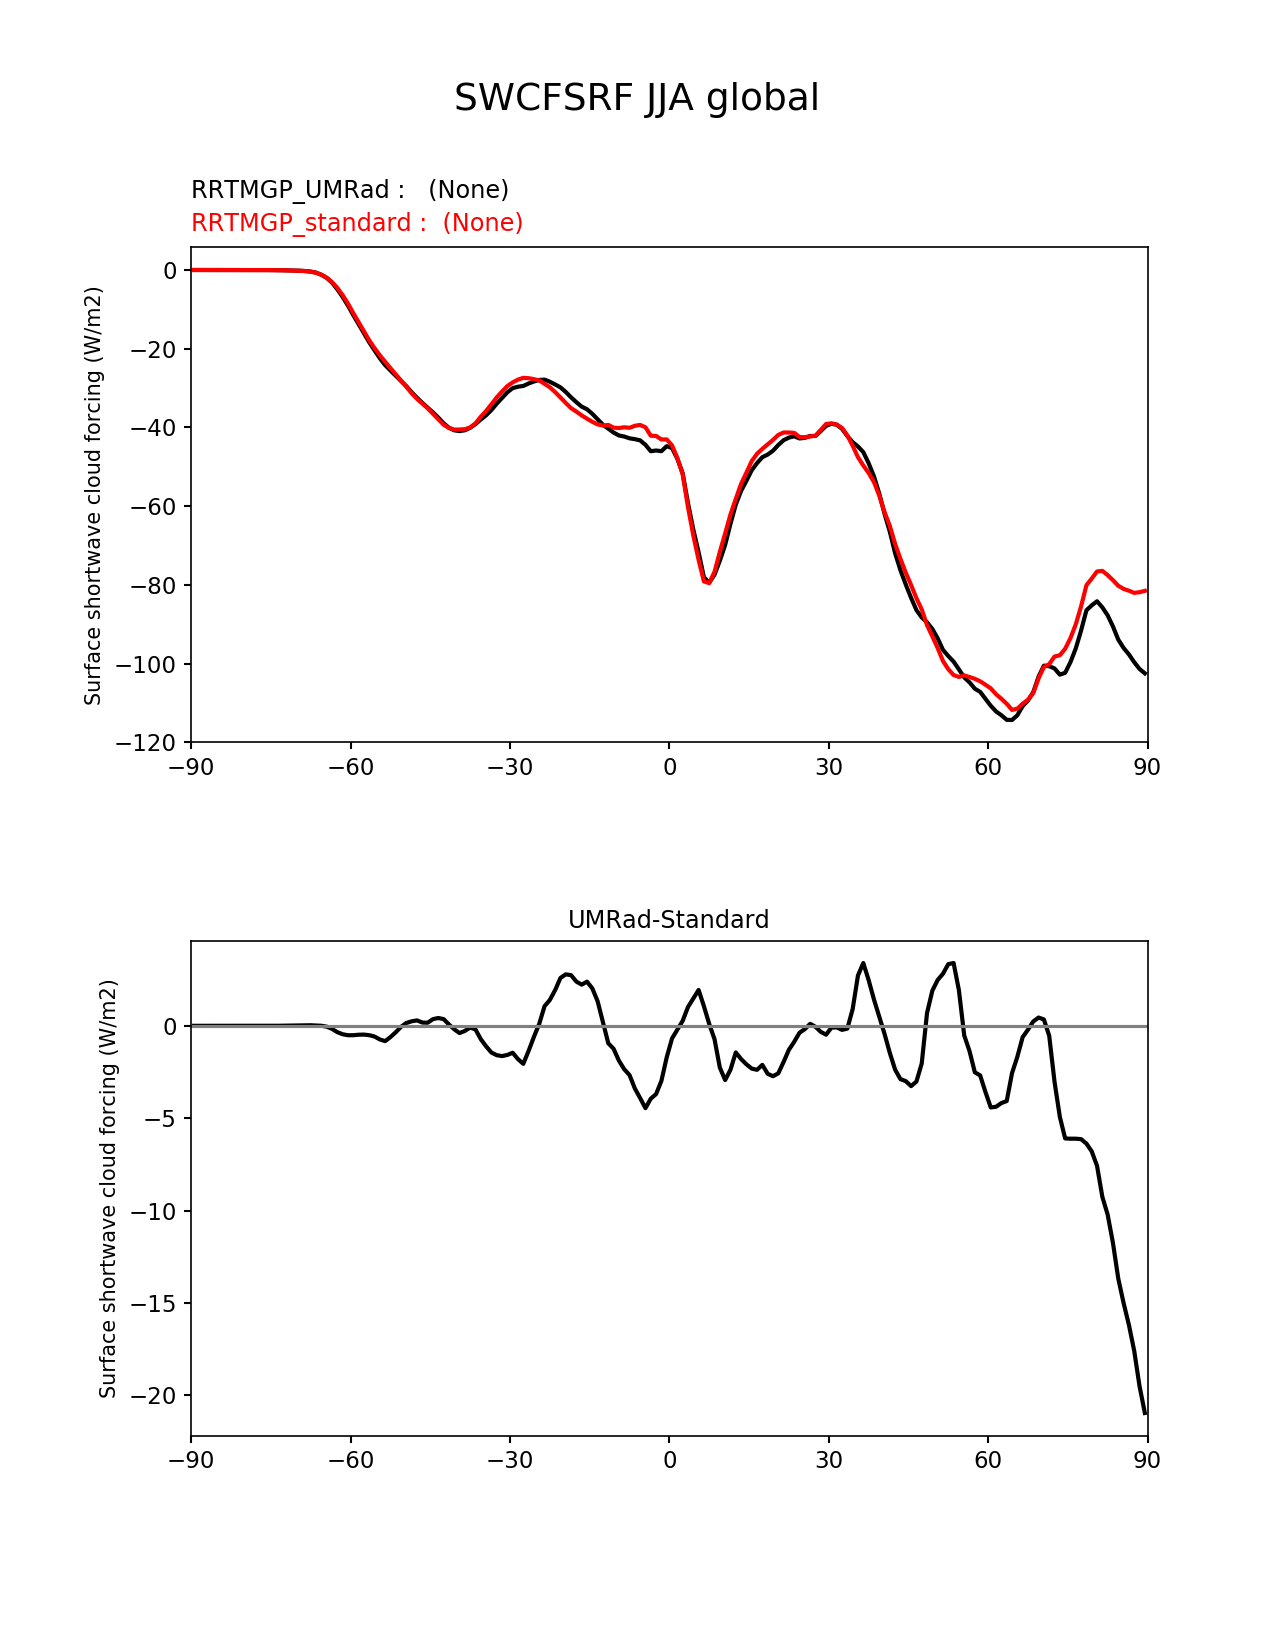 SWCFSRF JJA global
RRTMGP_UMRad :   (None)
RRTMGP_standard :  (None)
Surface shortwave cloud forcing (W/m2)
0
−20
−40
−60
−80
−100
−120
−90 −60 −30 0 30 60 90
UMRad-Standard
Surface shortwave cloud forcing (W/m2)
0
−5
−10
−15
−20
−90 −60 −30 0 30 60 90